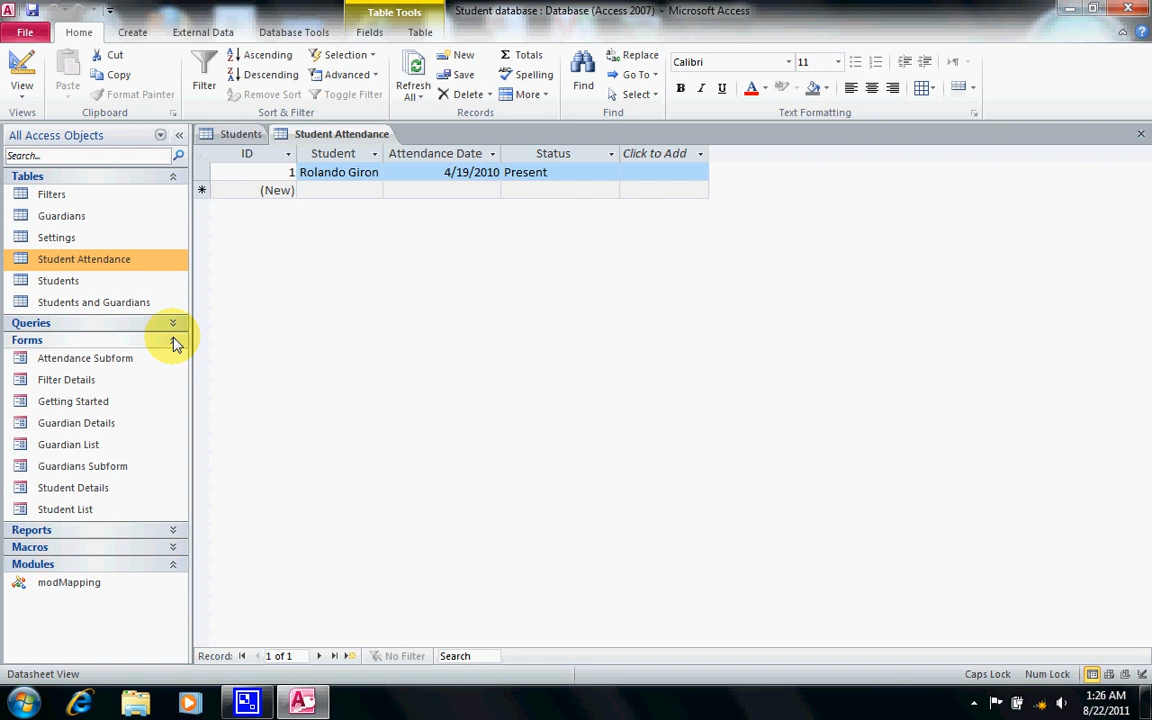 Table Tools
Student database : Database (Access 2007) - Microsoft Access
File Home Create External Data Database Tools Fields Table
View
Views
Paste
Cut
Copy
Format Painter
Clipboard
Filter
Ascending
Descending
Remove Sort
Selection
Advanced
Toggle Filter
Sort & Filter
Refresh All
New
Save
Delete
Totals
Spelling
More
Records
Find
Replace
Go To
Select
Find
Calibri 11
B I U A
Text Formatting
All Access Objects
Search...
Tables
Filters
Guardians
Settings
Student Attendance
Students
Students and Guardians
Queries
Forms
Attendance Subform
Filter Details
Getting Started
Guardian Details
Guardian List
Guardians Subform
Student Details
Student List
Reports
Macros
Modules
modMapping
Students Student Attendance
ID Student Attendance Date Status Click to Add
1 Rolando Giron 4/19/2010 Present
(New)
Record: 1 of 1 No Filter Search
Datasheet View Caps Lock Num Lock
1:26 AM
8/22/2011